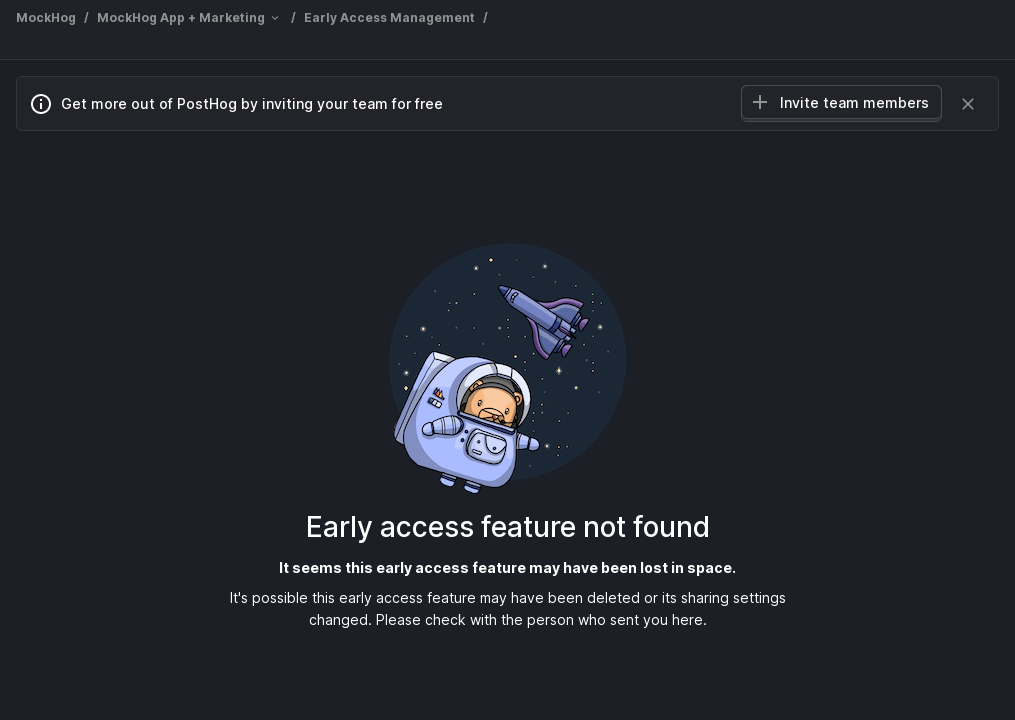 MockHog / MockHog App + Marketing / Early Access Management /
Get more out of PostHog by inviting your team for free
Invite team members
Early access feature not found
It seems this early access feature may have been lost in space.
It's possible this early access feature may have been deleted or its sharing settings
changed. Please check with the person who sent you here.